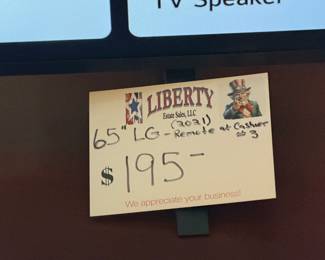 TV Speaker
LIBERTY
Estate Sales, LLC
(2021)
65" LG - Remote at Cashier
$195-
We appreciate your business!